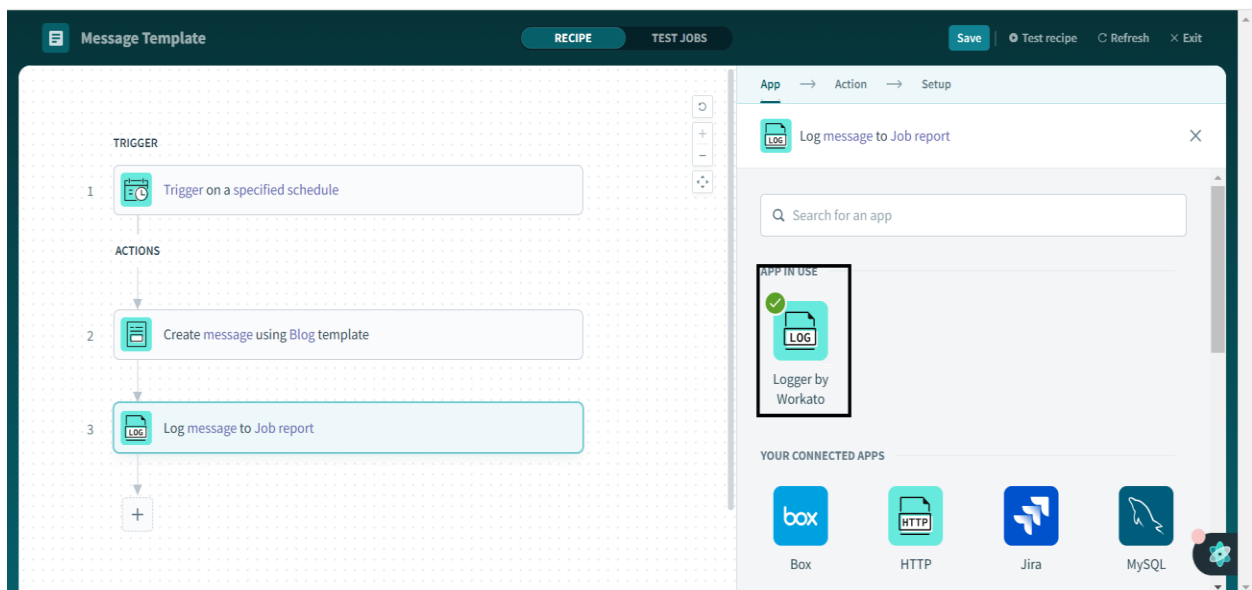 Message Template
RECIPE
TEST JOBS
Save
Test recipe
Refresh
Exit
TRIGGER
1
Trigger on a specified schedule
ACTIONS
2
Create message using Blog template
3
LOG
Log message to Job report
App
Action
Setup
LOG
Log message to Job report
Search for an app
APP IN USE
LOG
Logger by
Workato
YOUR CONNECTED APPS
box
HTTP
Box
HTTP
Jira
MySQL